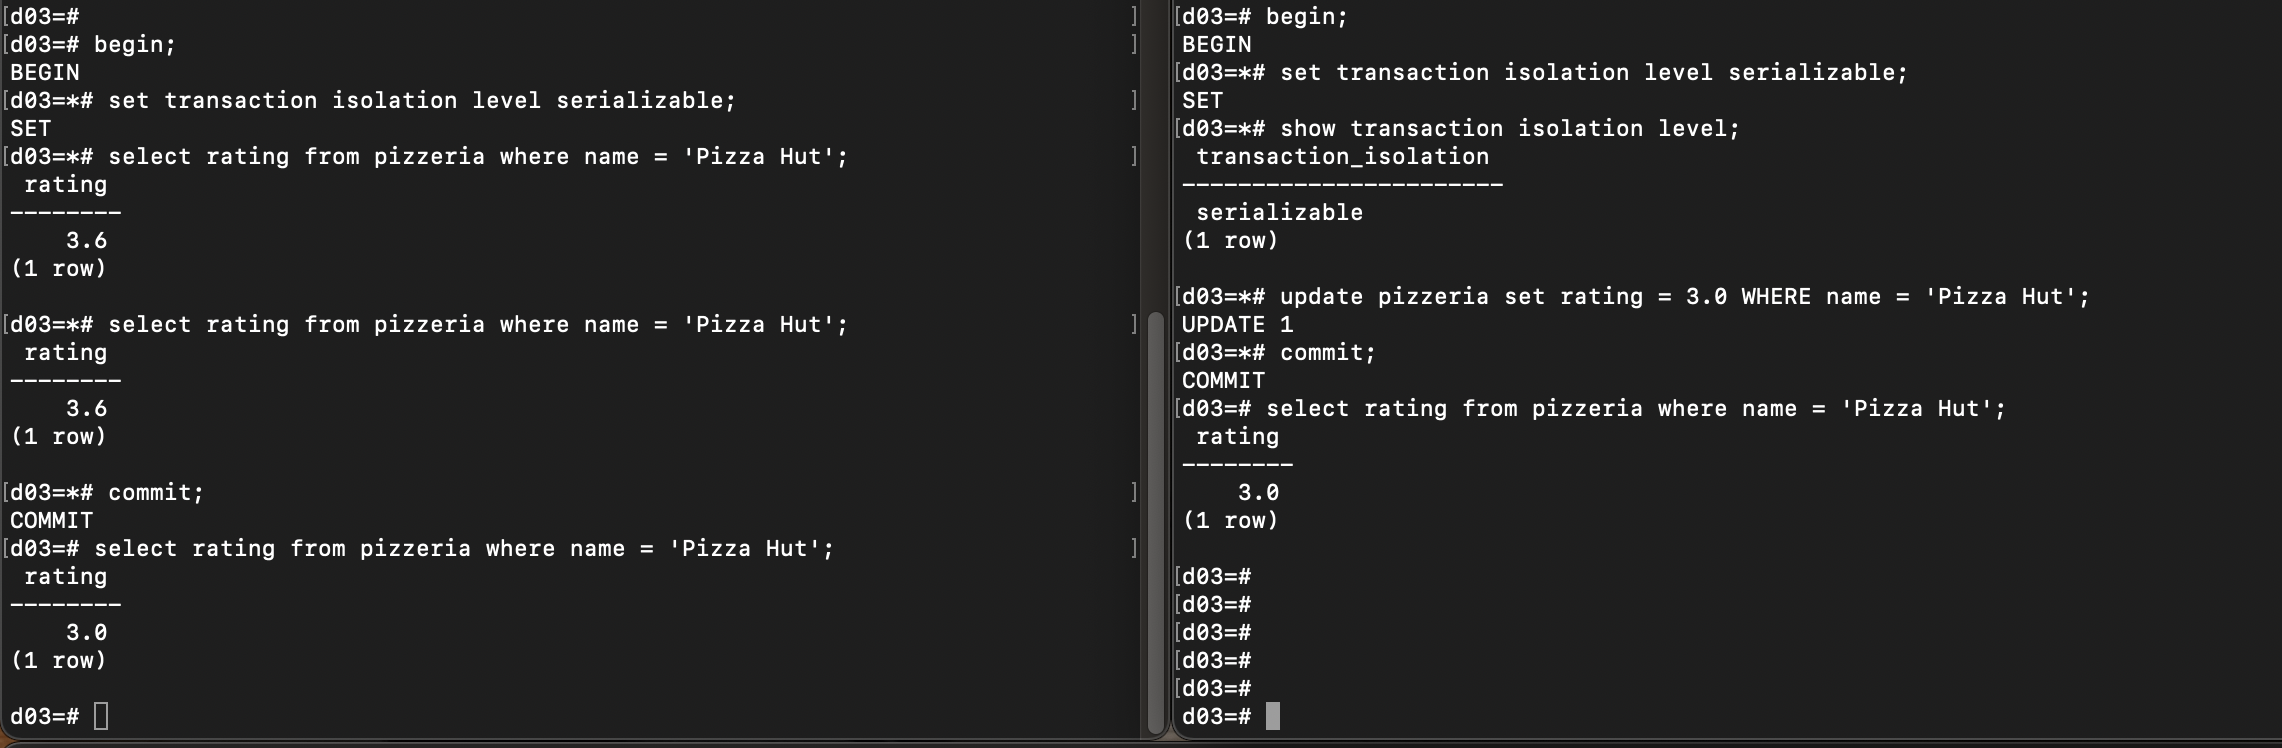 [d03=# ]
[d03=# begin; ]
BEGIN
[d03=*# set transaction isolation level serializable; ]
SET
[d03=*# select rating from pizzeria where name = 'Pizza Hut'; ]
rating
--------
3.6
(1 row)
[d03=*# select rating from pizzeria where name = 'Pizza Hut'; ]
rating
--------
3.6
(1 row)
[d03=*# commit; ]
COMMIT
[d03=# select rating from pizzeria where name = 'Pizza Hut'; ]
rating
--------
3.0
(1 row)
d03=#
[d03=# begin;
BEGIN
[d03=*# set transaction isolation level serializable;
SET
[d03=*# show transaction isolation level;
transaction_isolation
-----------------------
serializable
(1 row)
[d03=*# update pizzeria set rating = 3.0 WHERE name = 'Pizza Hut';
UPDATE 1
[d03=*# commit;
COMMIT
[d03=# select rating from pizzeria where name = 'Pizza Hut';
rating
--------
3.0
(1 row)
[d03=#
[d03=#
[d03=#
[d03=#
[d03=#
d03=#